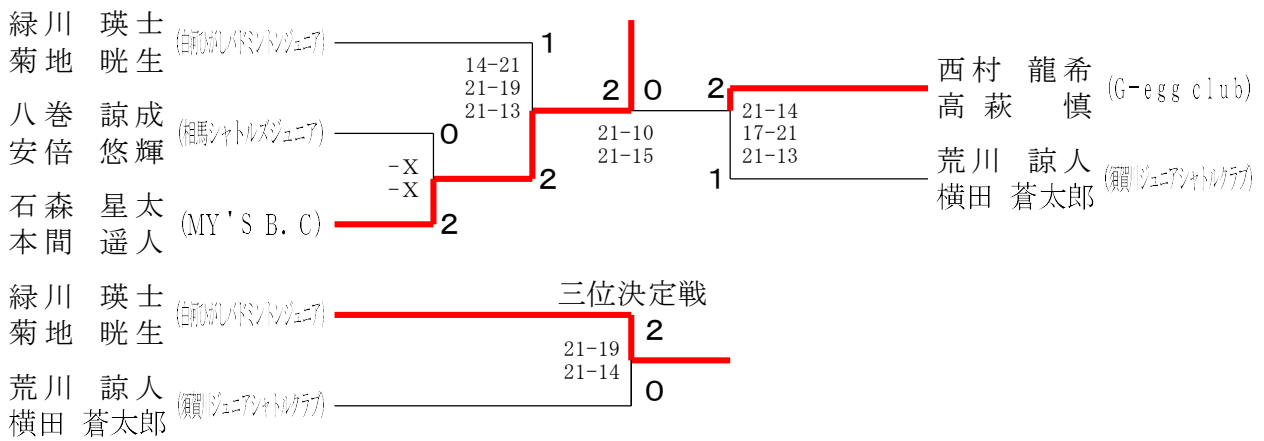 緑川 瑛士
菊地 晄生
(白河ひがしバドミントンジュニア)
八巻 諒成
安倍 悠輝
(相馬シャトルズジュニア)
石森 星太
本間 遥人
(MY'S B.C)
1
14-21
21-19
21-13
0
-X
-X
2
2
2 0
21-10
21-15
2
21-14
17-21
21-13
1
西村 龍希
高萩 慎
(G-egg club)
荒川 諒人
横田 蒼太郎
(須賀川ジュニアシャトルクラブ)
三位決定戦
緑川 瑛士
菊地 晄生
(白河ひがしバドミントンジュニア)
荒川 諒人
横田 蒼太郎
(須賀川ジュニアシャトルクラブ)
2
21-19
21-14
0